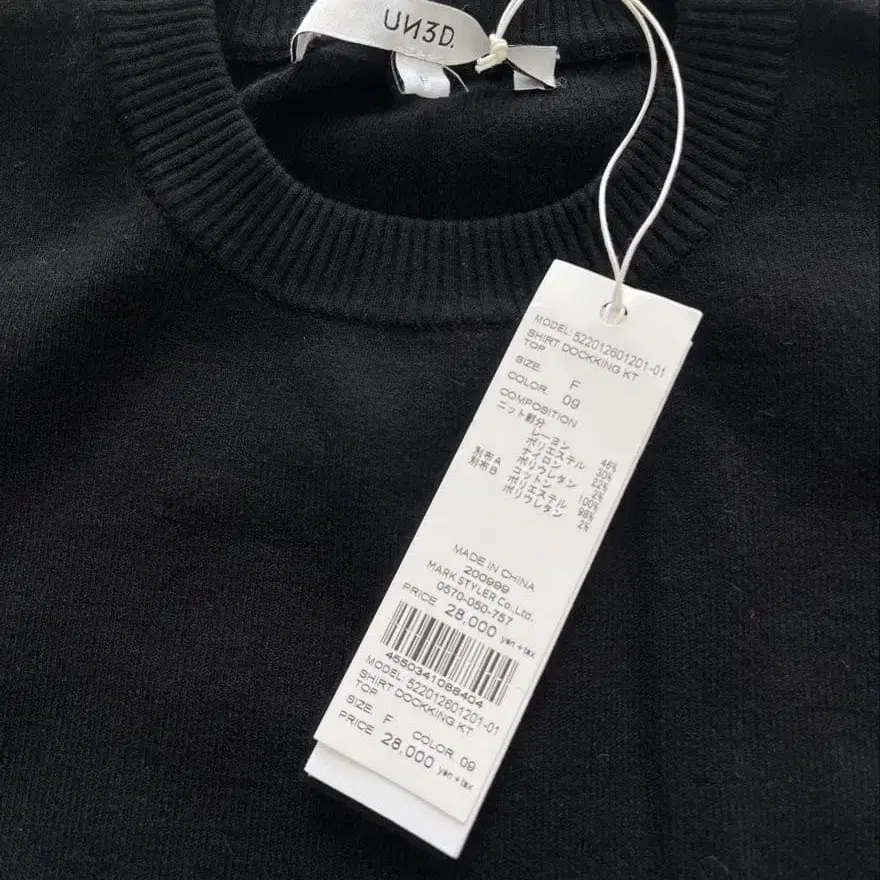 UN3D.
F
MODEL: 522012601201-01
SHIRT DOCKKING KT
TOP
SIZE. F
COLOR. 09
COMPOSITION
ニット部分
レーヨン 46%
ポリエステル 30%
ナイロン 22%
ポリウレタン 2%
別布A コットン 100%
別布B ポリエステル 98%
ポリウレタン 2%
MADE IN CHINA
200999
MARK STYLER Co.,Ltd.
0570-050-757
PRICE 28,000 yen + tax
4550341088404
MODEL: 522012601201-01
SHIRT DOCKKING KT
TOP
SIZE. F COLOR. 09
PRICE 28,000 yen + tax